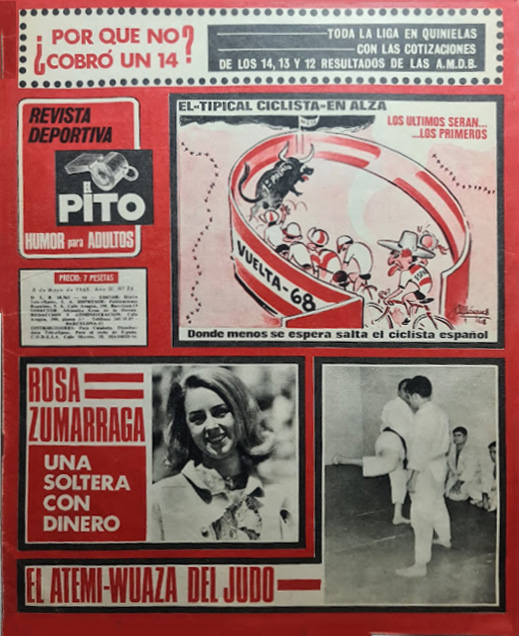 ¿POR QUE NO
COBRÓ UN 14?
TODA LA LIGA EN QUINIELAS
CON LAS COTIZACIONES
DE LOS 14, 13 Y 12 RESULTADOS DE LAS A.M.D.B.
REVISTA
DEPORTIVA
EL
PITO
HUMOR para ADULTOS
PRECIO: 7 PESETAS
EL-TIPICAL CICLISTA-EN ALZA
LOS ULTIMOS SERAN...
...LOS PRIMEROS
VUELTA-68
Donde menos se espera salta el ciclista español
ROSA
ZUMARRAGA
UNA
SOLTERA
CON
DINERO
EL ATEMI-WUAZA DEL JUDO